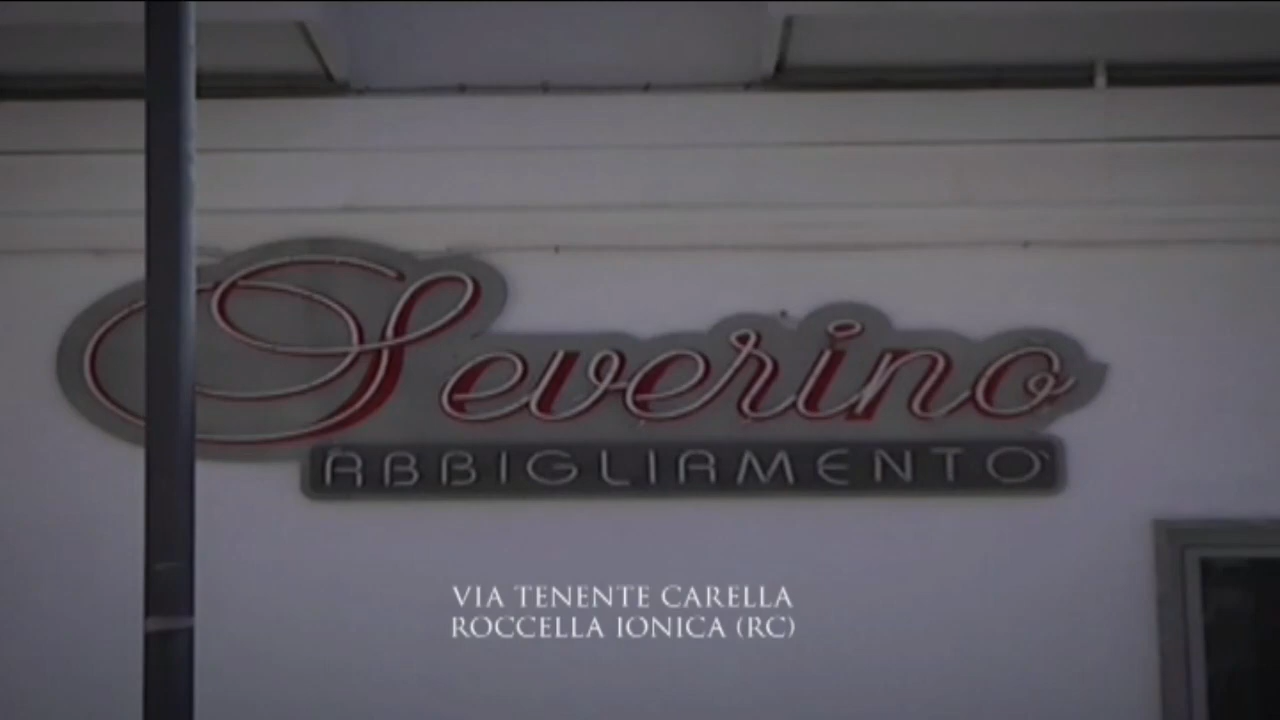 Severino
ABBIGLIAMENTO
VIA TENENTE CARELLA
ROCCELLA IONICA (RC)